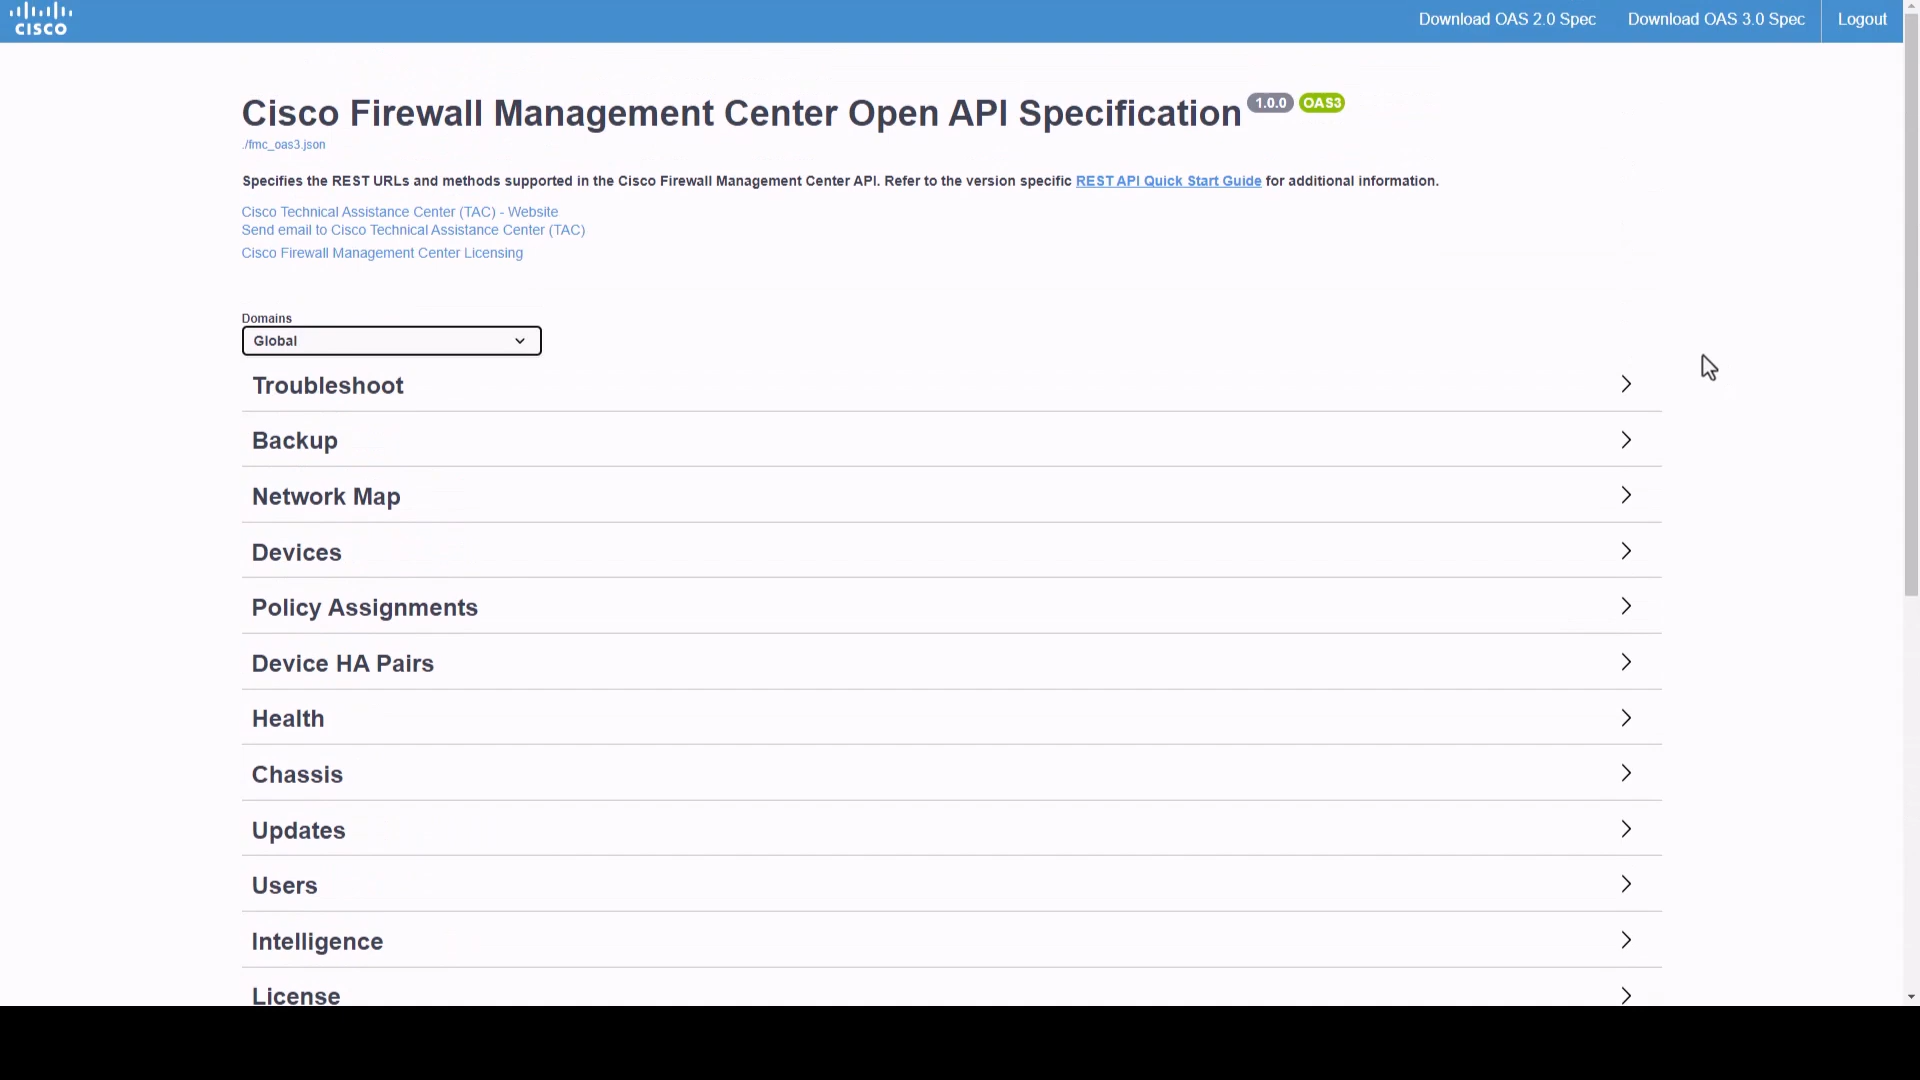 cisco
Download OAS 2.0 Spec Download OAS 3.0 Spec Logout
Cisco Firewall Management Center Open API Specification 1.0.0 OAS3
./fmc_oas3.json
Specifies the REST URLs and methods supported in the Cisco Firewall Management Center API. Refer to the version specific REST API Quick Start Guide for additional information.
Cisco Technical Assistance Center (TAC) - Website
Send email to Cisco Technical Assistance Center (TAC)
Cisco Firewall Management Center Licensing
Domains
Global
Troubleshoot
Backup
Network Map
Devices
Policy Assignments
Device HA Pairs
Health
Chassis
Updates
Users
Intelligence
License